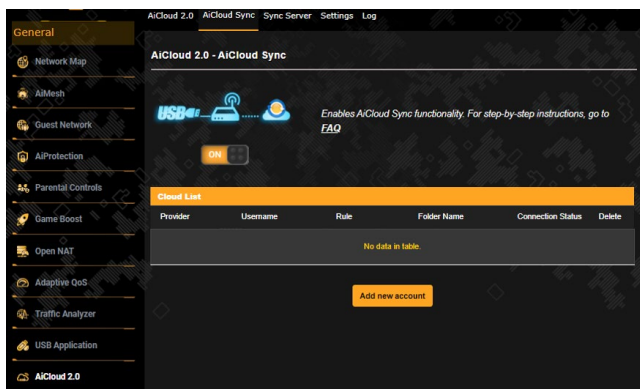 AiCloud 2.0 AiCloud Sync Sync Server Settings Log
General
Network Map
AiMesh
Guest Network
AiProtection
Parental Controls
Game Boost
Open NAT
Adaptive QoS
Traffic Analyzer
USB Application
AiCloud 2.0
AiCloud 2.0 - AiCloud Sync
USB
Enables AiCloud Sync functionality. For step-by-step instructions, go to
FAQ
ON
Cloud List
Provider Username Rule Folder Name Connection Status Delete
No data in table.
Add new account